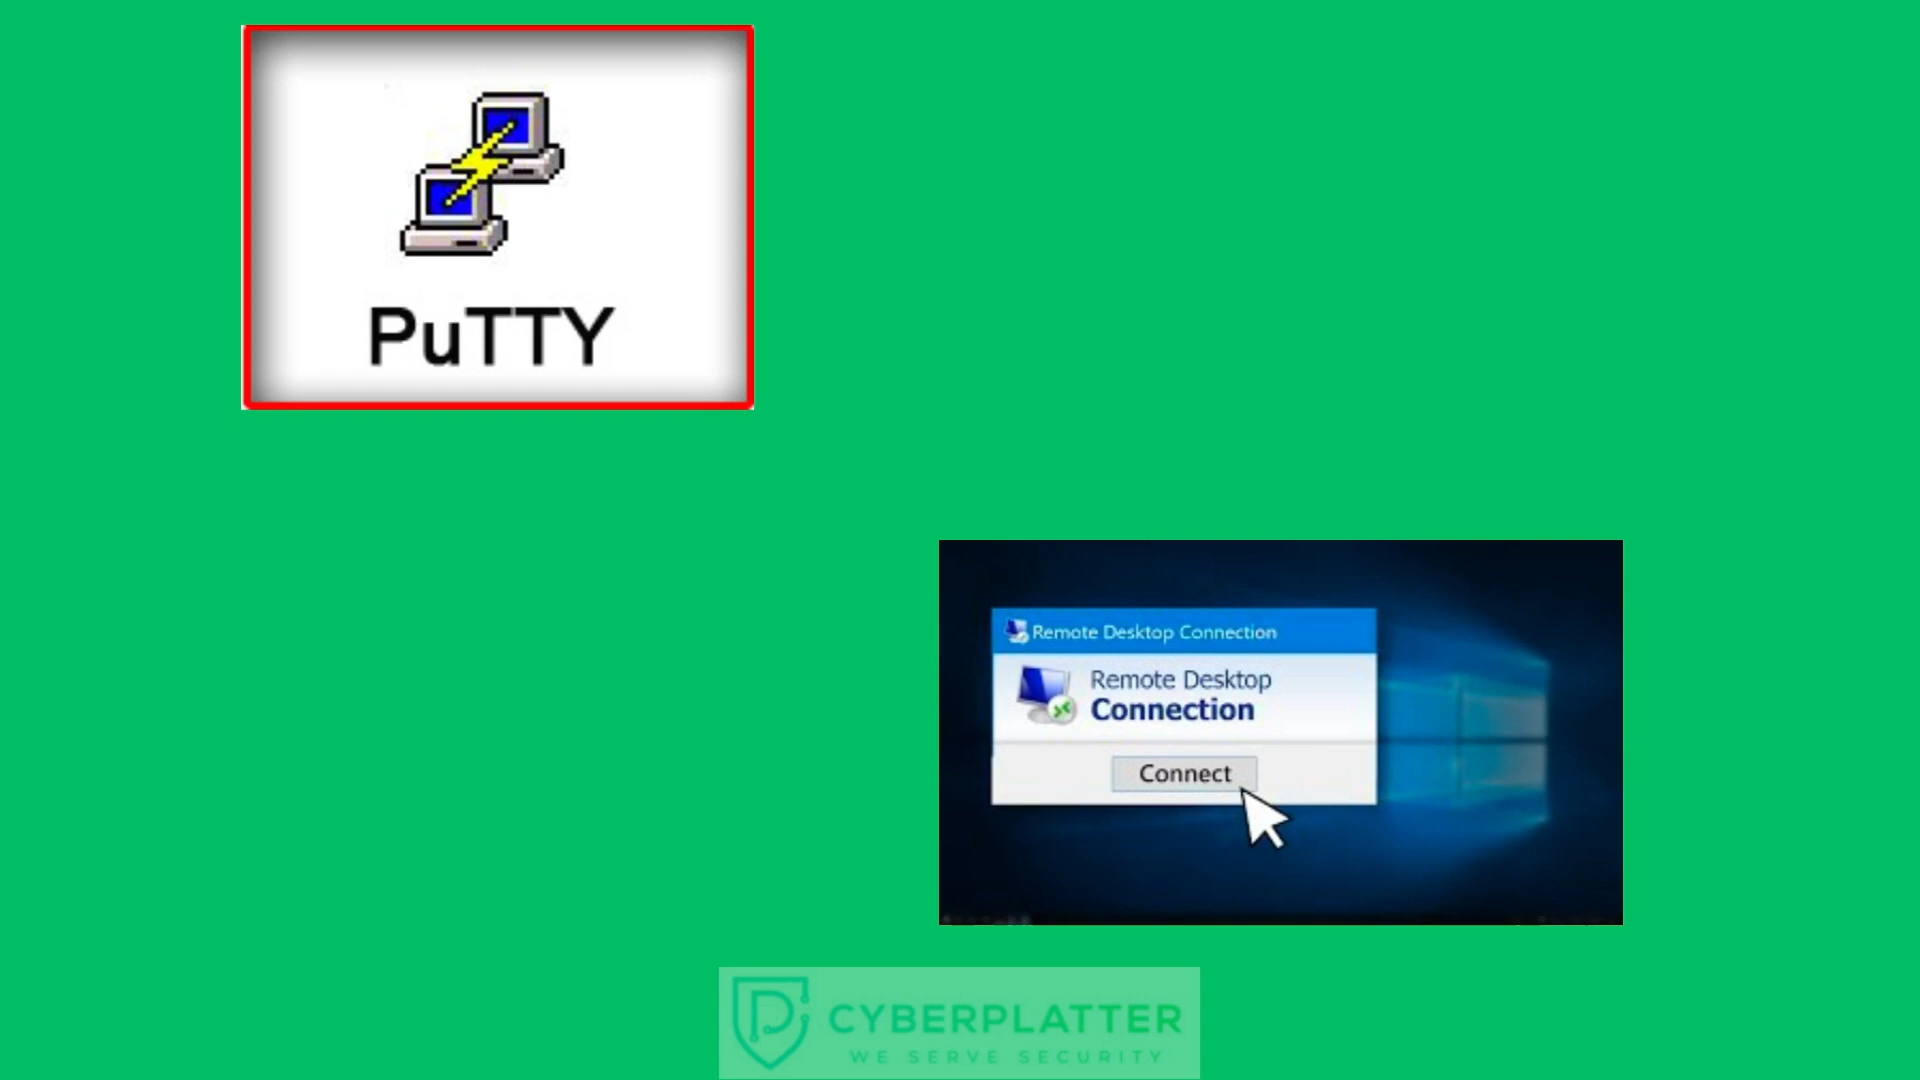 PuTTY
Remote Desktop Connection
Remote Desktop
Connection
Connect
CYBERPLATTER
WE SERVE SECURITY